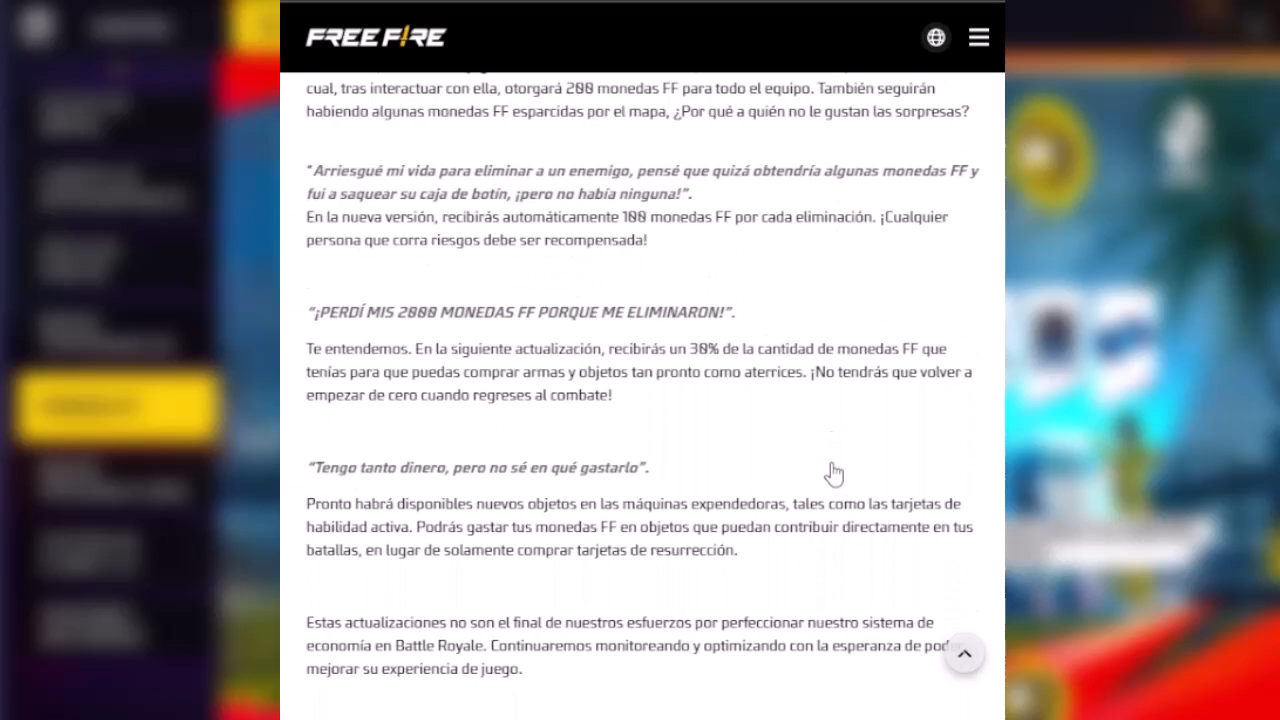 FREE FIRE
cual, tras interactuar con ella, otorgará 200 monedas FF para todo el equipo. También seguirán
habiendo algunas monedas FF esparcidas por el mapa, ¿Por qué a quién no le gustan las sorpresas?
"Arriesgué mi vida para eliminar a un enemigo, pensé que quizá obtendría algunas monedas FF y
fui a saquear su caja de botín, ¡pero no había ninguna!".
En la nueva versión, recibirás automáticamente 100 monedas FF por cada eliminación. ¡Cualquier
persona que corra riesgos debe ser recompensada!
"¡PERDÍ MIS 2000 MONEDAS FF PORQUE ME ELIMINARON!".
Te entendemos. En la siguiente actualización, recibirás un 30% de la cantidad de monedas FF que
tenías para que puedas comprar armas y objetos tan pronto como aterrices. ¡No tendrás que volver a
empezar de cero cuando regreses al combate!
"Tengo tanto dinero, pero no sé en qué gastarlo".
Pronto habrá disponibles nuevos objetos en las máquinas expendedoras, tales como las tarjetas de
habilidad activa. Podrás gastar tus monedas FF en objetos que puedan contribuir directamente en tus
batallas, en lugar de solamente comprar tarjetas de resurrección.
Estas actualizaciones no son el final de nuestros esfuerzos por perfeccionar nuestro sistema de
economía en Battle Royale. Continuaremos monitoreando y optimizando con la esperanza de poder
mejorar su experiencia de juego.